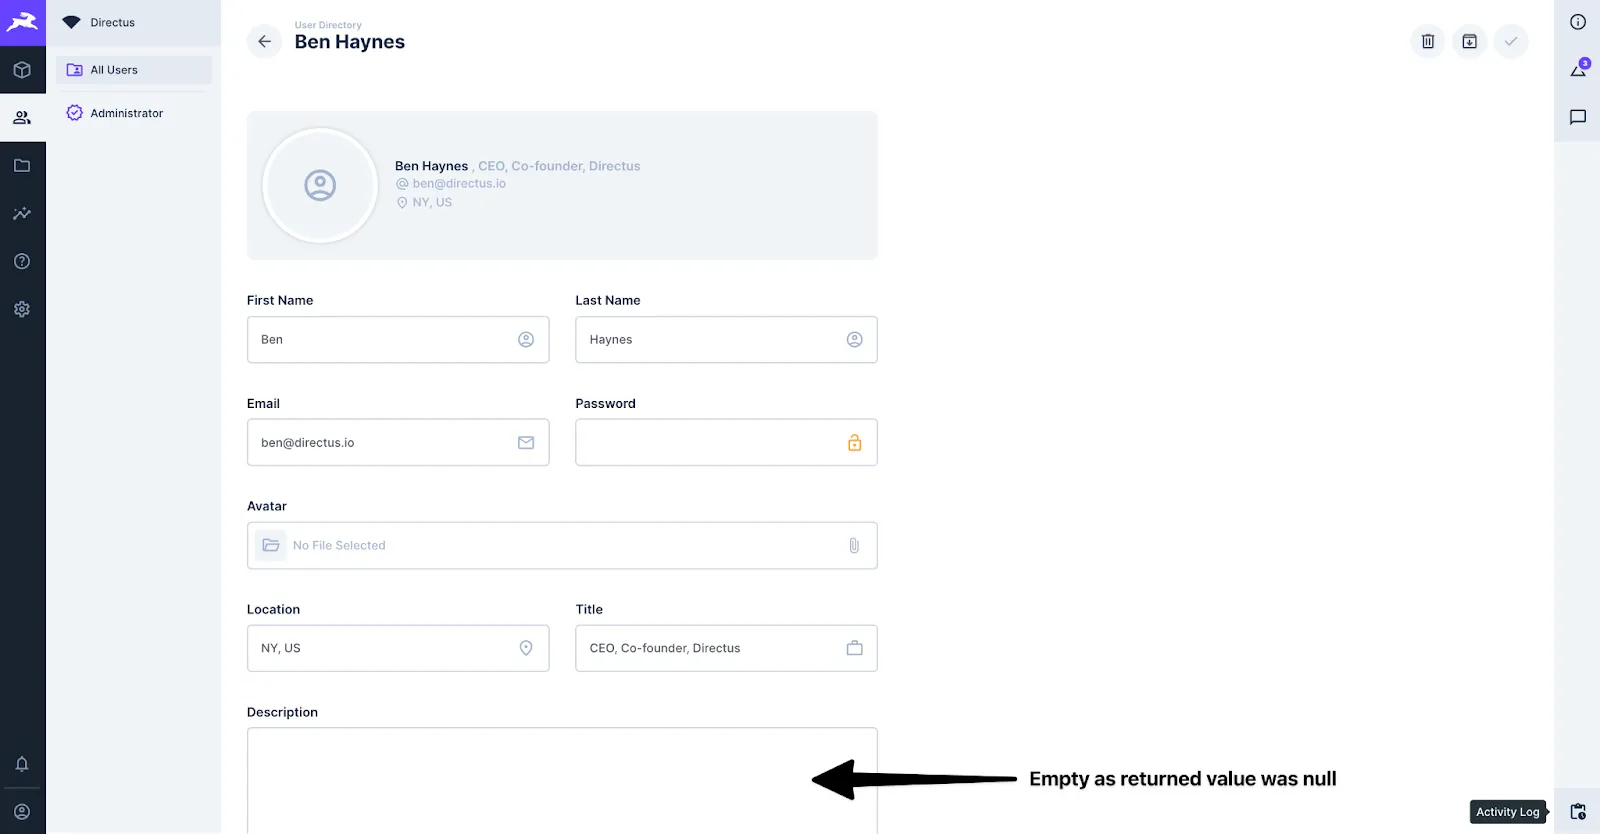 Directus
All Users
Administrator
User Directory
Ben Haynes
3
Ben Haynes , CEO, Co-founder, Directus
@ ben@directus.io
NY, US
First Name
Last Name
Ben
Haynes
Email
Password
ben@directus.io
Avatar
No File Selected
Location
Title
NY, US
CEO, Co-founder, Directus
Description
Empty as returned value was null
Activity Log